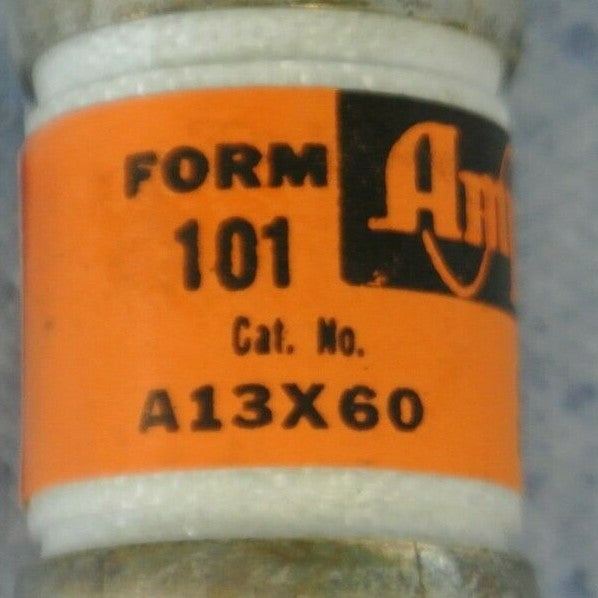 FORM
101
Cat. No.
A13X60